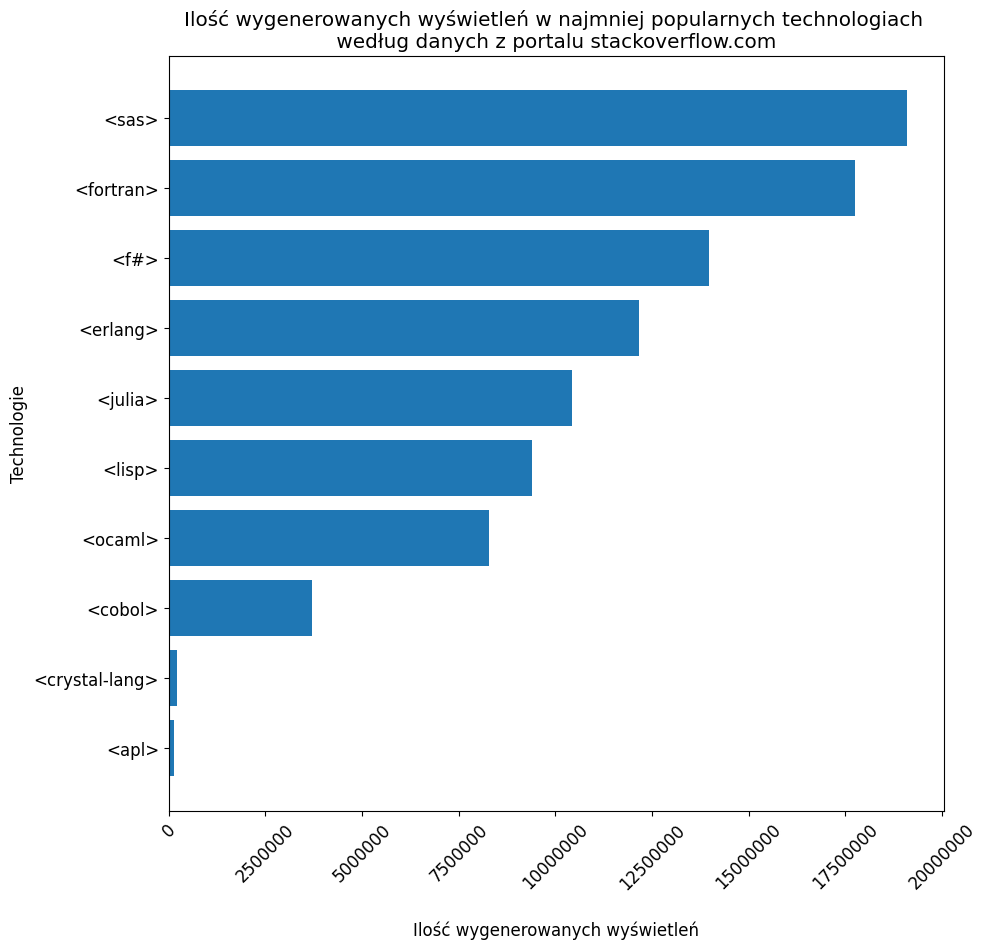 Ilość wygenerowanych wyświetleń w najmniej popularnych technologiach
według danych z portalu stackoverflow.com
<sas>
<fortran>
<f#>
<erlang>
<julia>
<lisp>
<ocaml>
<cobol>
<crystal-lang>
<apl>
Technologie
0
2500000
5000000
7500000
10000000
12500000
15000000
17500000
20000000
Ilość wygenerowanych wyświetleń